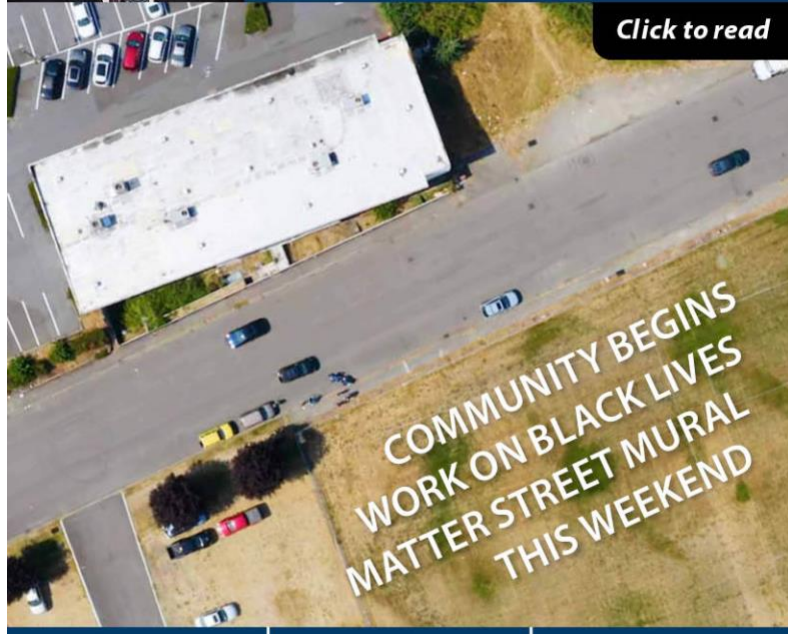 Click to read
COMMUNITY BEGINS
WORK ON BLACK LIVES
MATTER STREET MURAL
THIS WEEKEND